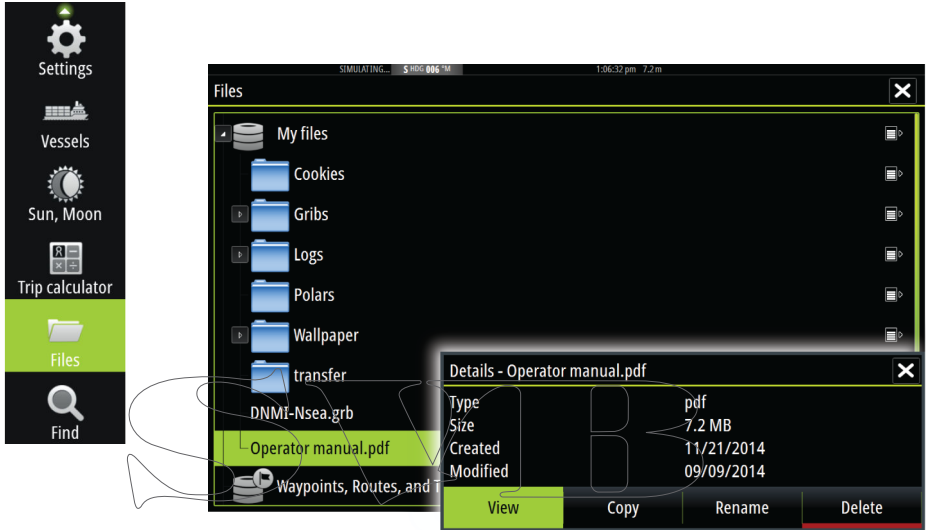 Settings
Vessels
Sun, Moon
Trip calculator
Files
Find
SIMULATING... S HDG 006 °M 1:06:32 pm 7.2 m
Files
My files
Cookies
Gribs
Logs
Polars
Wallpaper
transfer
DNMI-Nsea.grb
Operator manual.pdf
Waypoints, Routes, and T
Details - Operator manual.pdf
Type pdf
Size 7.2 MB
Created 11/21/2014
Modified 09/09/2014
View Copy Rename Delete